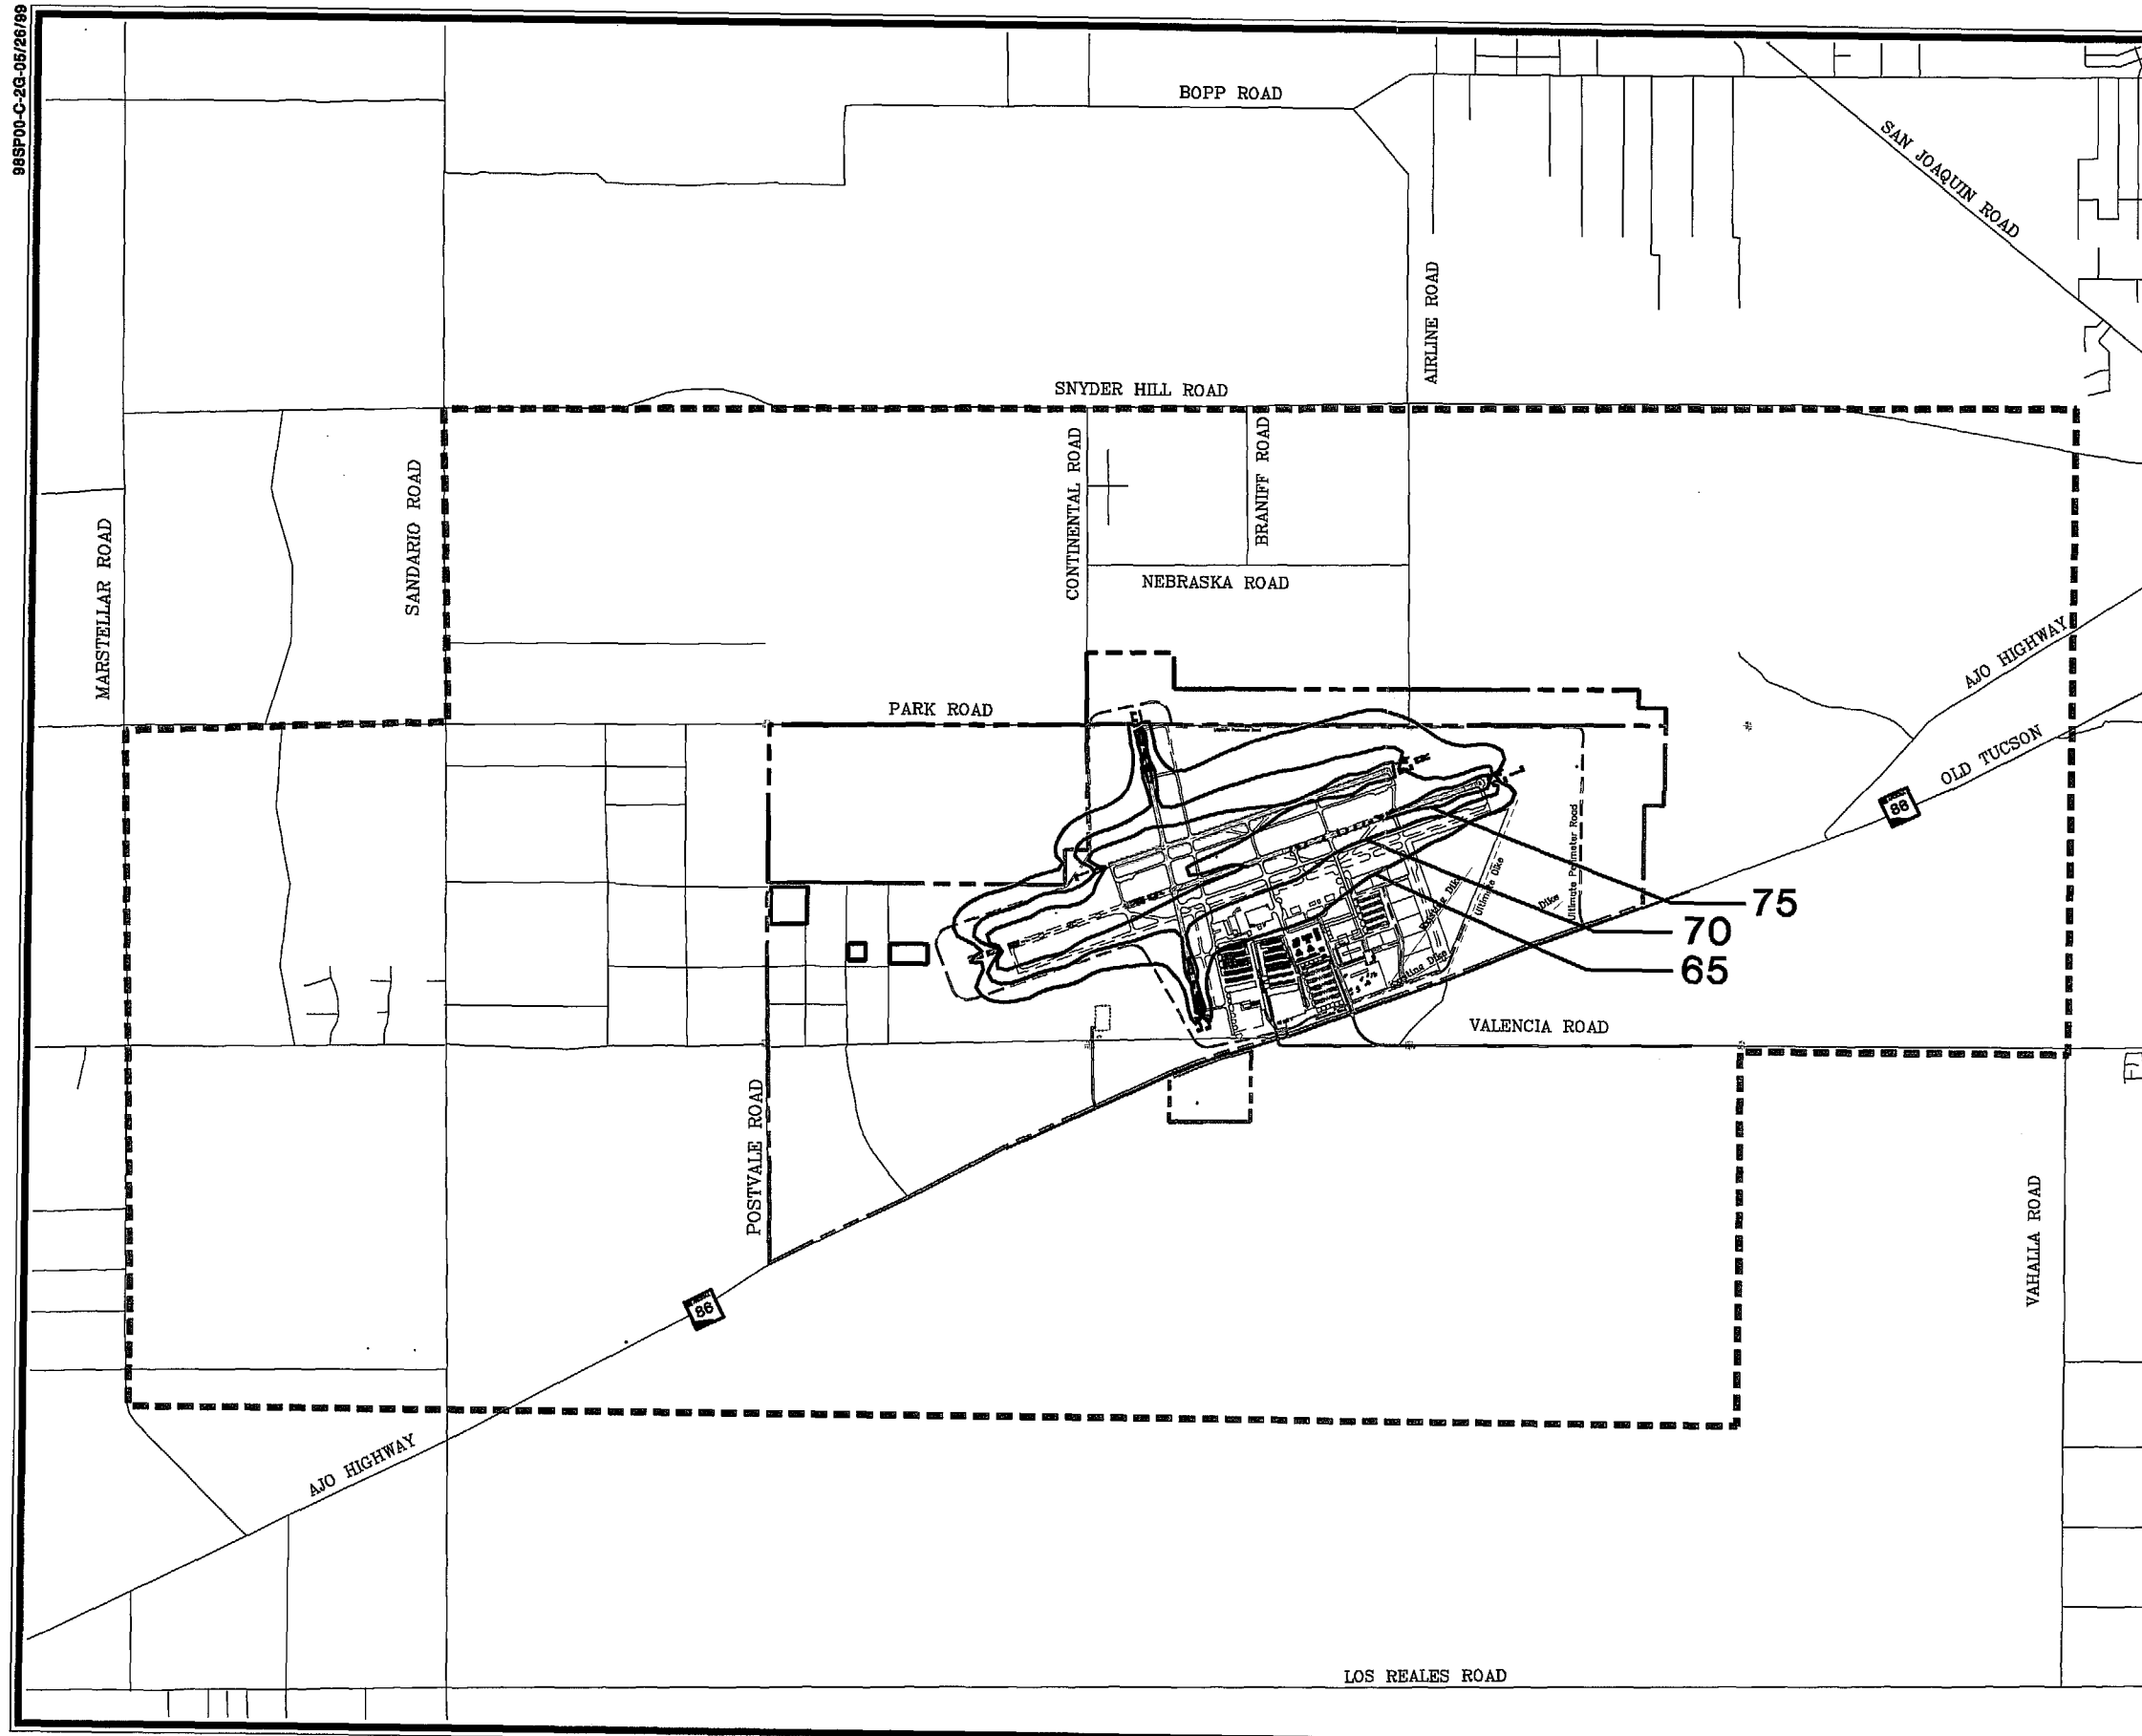 98SP00-C-2G-05/26/99
BOPP ROAD
SAN JOAQUIN ROAD
AIRLINE ROAD
SNYDER HILL ROAD
MARSTELLAR ROAD
SANDARIO ROAD
CONTINENTAL ROAD
BRANIFF ROAD
NEBRASKA ROAD
AJO HIGHWAY
PARK ROAD
OLD TUCSON
86
Ultimate Perimeter Road
Ultimate Dike
Dike
75
70
65
VALENCIA ROAD
POSTVALE ROAD
VAHALLA ROAD
86
AJO HIGHWAY
LOS REALES ROAD